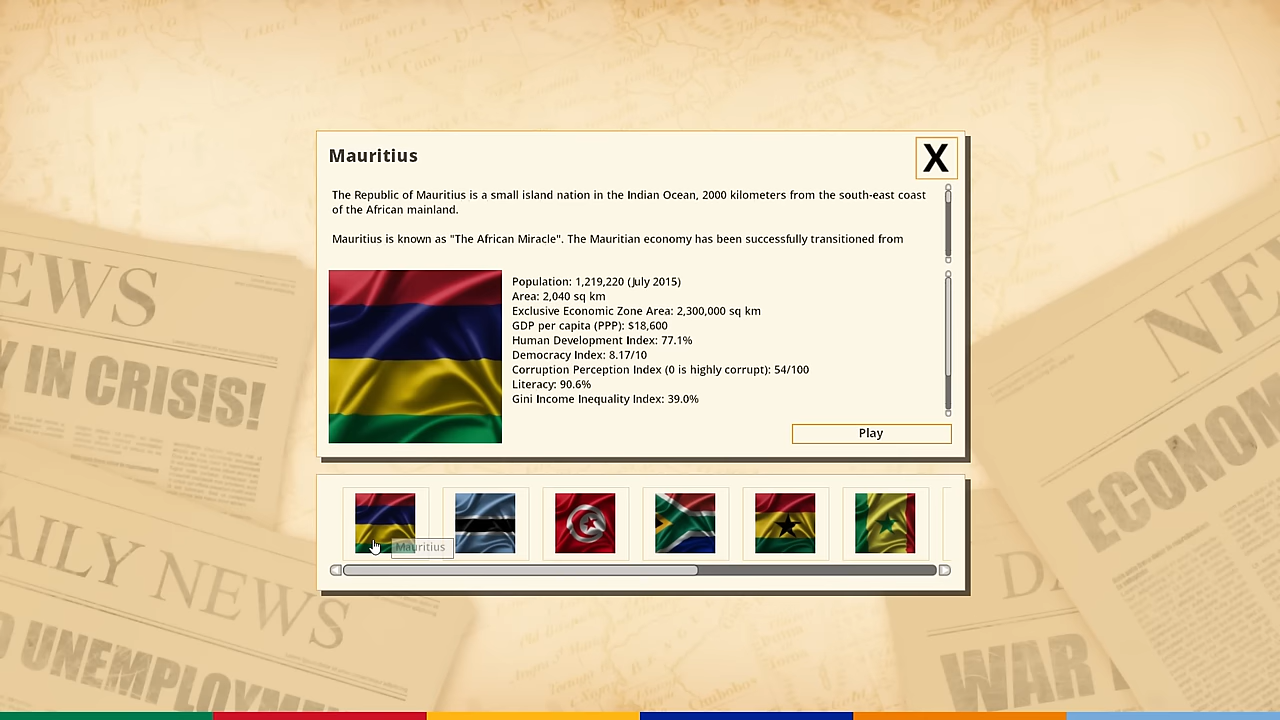 Mauritius
X
The Republic of Mauritius is a small island nation in the Indian Ocean, 2000 kilometers from the south-east coast
of the African mainland.
Mauritius is known as "The African Miracle". The Mauritian economy has been successfully transitioned from
Population: 1,219,220 (July 2015)
Area: 2,040 sq km
Exclusive Economic Zone Area: 2,300,000 sq km
GDP per capita (PPP): $18,600
Human Development Index: 77.1%
Democracy Index: 8.17/10
Corruption Perception Index (0 is highly corrupt): 54/100
Literacy: 90.6%
Gini Income Inequality Index: 39.0%
Play
Mauritius
EWS
Y IN CRISIS!
AILY NEWS
UNEMPLOYM
NE
ECONOM
DA
WAR